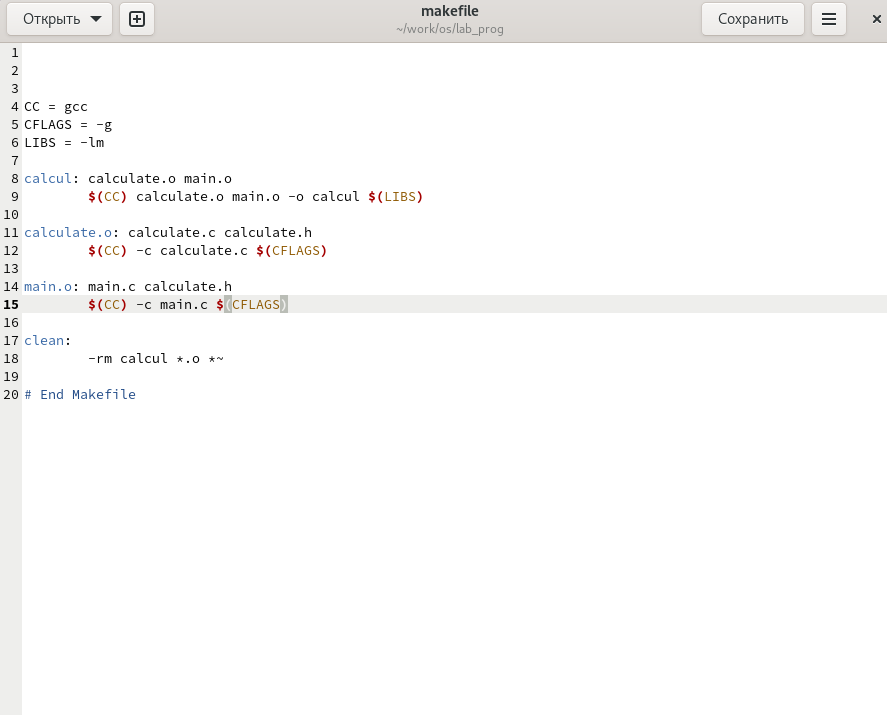 Открыть
makefile
~/work/os/lab_prog
Сохранить
1
2
3
4 CC = gcc
5 CFLAGS = -g
6 LIBS = -lm
7
8 calcul: calculate.o main.o
9 $(CC) calculate.o main.o -o calcul $(LIBS)
10
11 calculate.o: calculate.c calculate.h
12 $(CC) -c calculate.c $(CFLAGS)
13
14 main.o: main.c calculate.h
15 $(CC) -c main.c $(CFLAGS)
16
17 clean:
18 -rm calcul *.o *~
19
20 # End Makefile